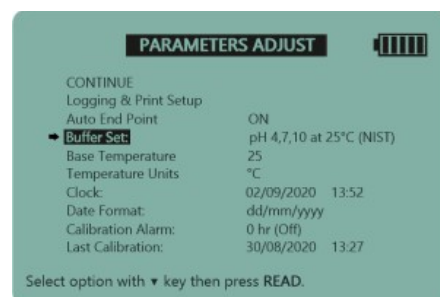 PARAMETERS ADJUST
CONTINUE
Logging & Print Setup
Auto End Point ON
➡ Buffer Set: pH 4,7,10 at 25°C (NIST)
Base Temperature 25
Temperature Units °C
Clock: 02/09/2020 13:52
Date Format: dd/mm/yyyy
Calibration Alarm: 0 hr (Off)
Last Calibration: 30/08/2020 13:27
Select option with ▼ key then press READ.